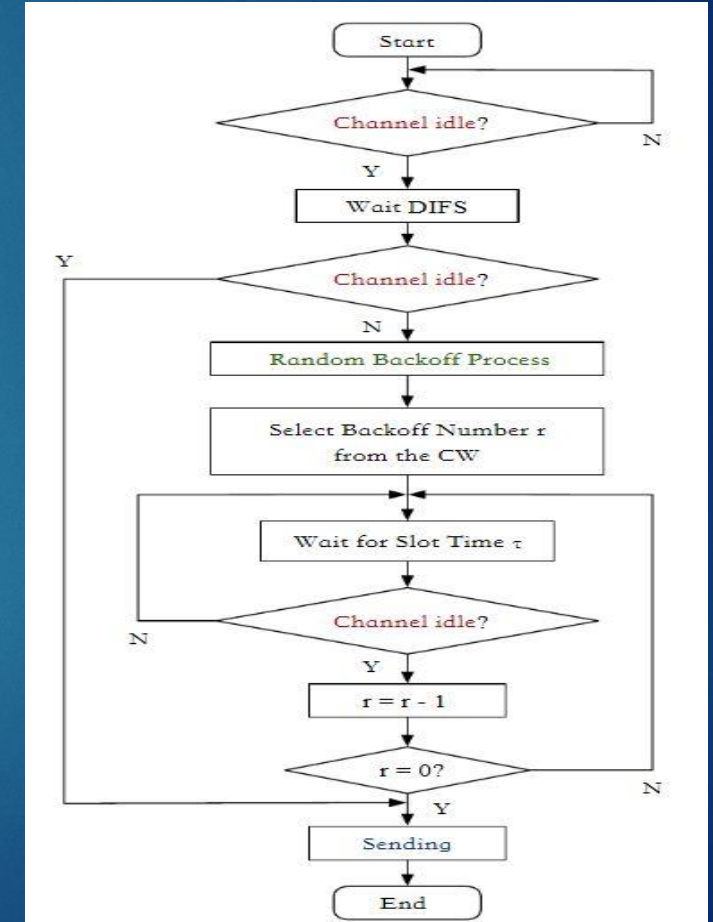 Start
Channel idle?
N
Y
Wait DIFS
Y
Channel idle?
N
Random Backoff Process
Select Backoff Number r
from the CW
Wait for Slot Time τ
Channel idle?
N
Y
r = r - 1
r = 0?
N
Y
Sending
End